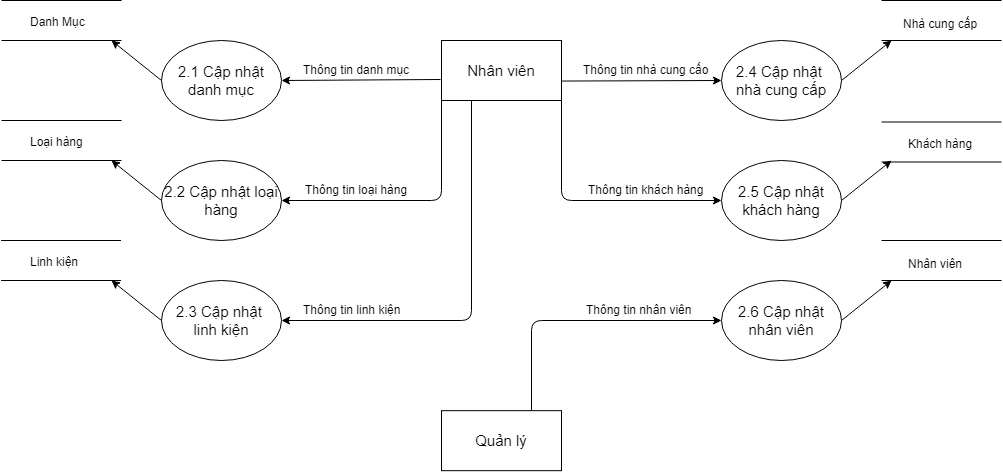 Danh Mục
Nhà cung cấp
2.1 Cập nhật
danh mục
Thông tin danh mục
Nhân viên
Thông tin nhà cung cấo
2.4 Cập nhật
nhà cung cấp
Loại hàng
Khách hàng
2.2 Cập nhật loại
hàng
Thông tin loại hàng
Thông tin khách hàng
2.5 Cập nhật
khách hàng
Linh kiện
Nhân viên
2.3 Cập nhật
linh kiện
Thông tin linh kiện
Thông tin nhân viên
2.6 Cập nhật
nhân viên
Quản lý